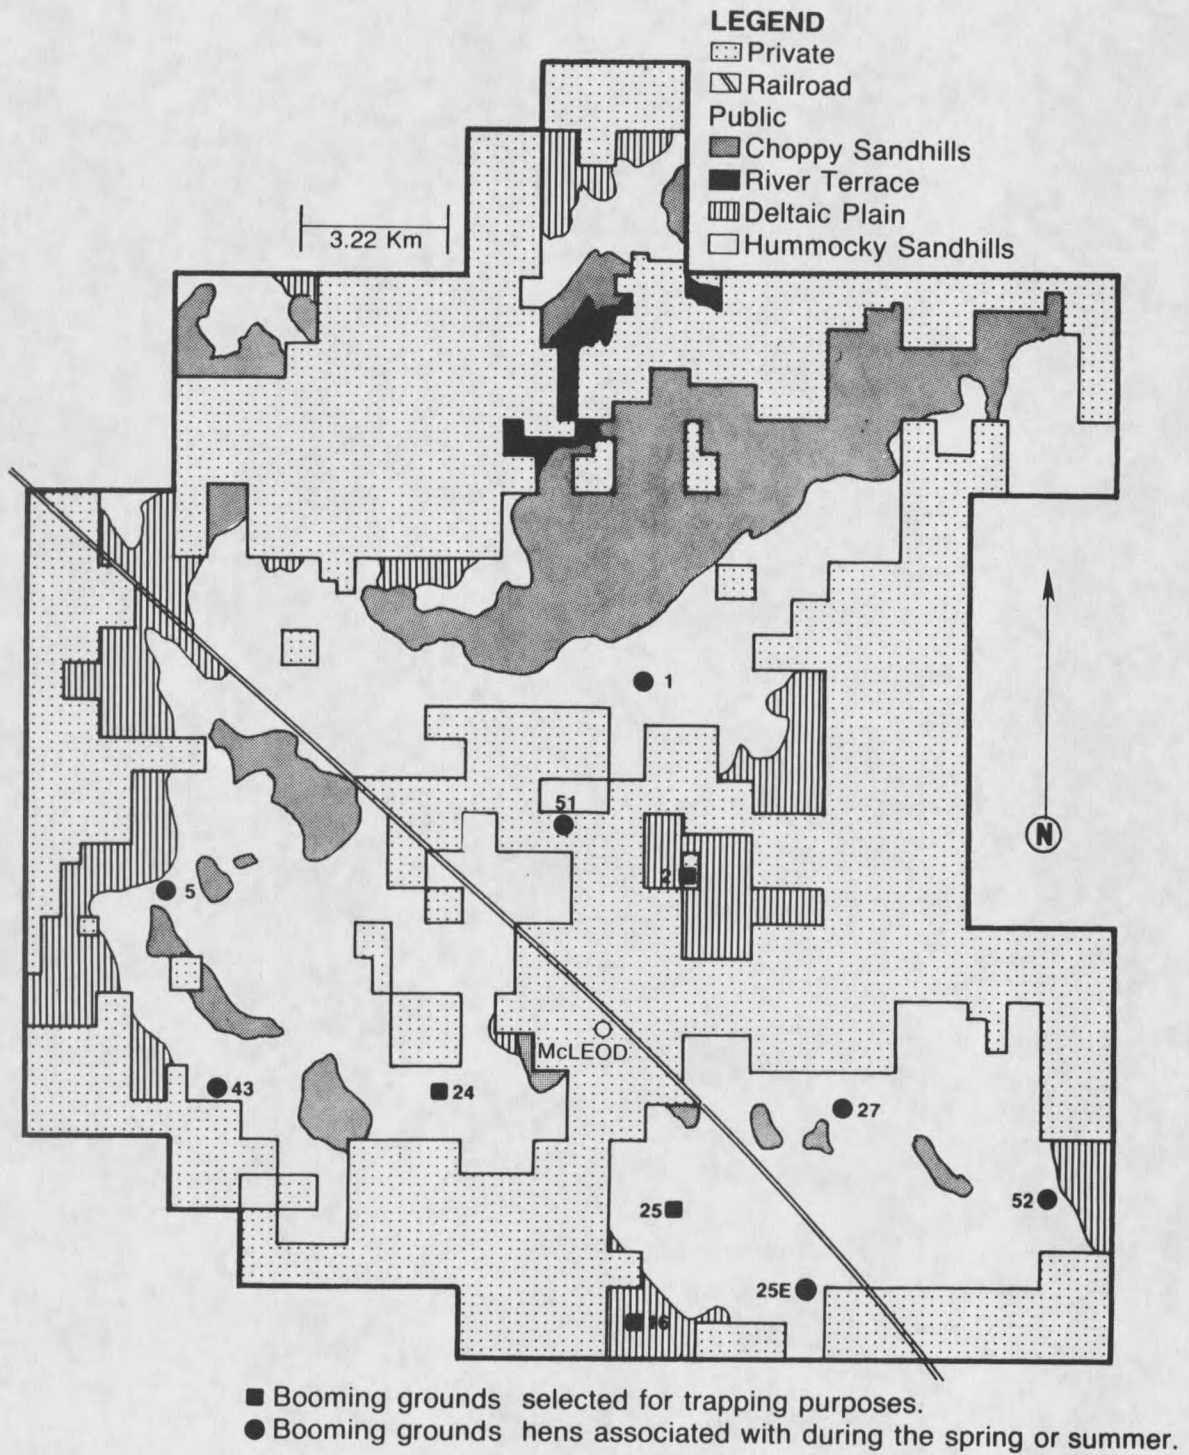 LEGEND
Private
Railroad
Public
Choppy Sandhills
River Terrace
Deltaic Plain
Hummocky Sandhills
3.22 Km
1
51
2
5
N
McLEOD
43
24
27
52
25
25E
16
Booming grounds selected for trapping purposes.
Booming grounds hens associated with during the spring or summer.